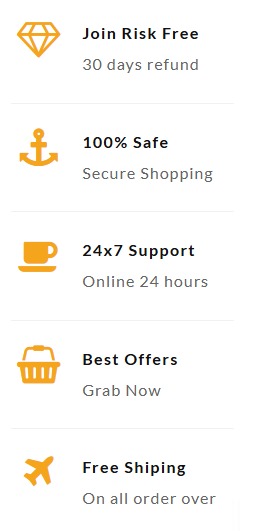 Join Risk Free
30 days refund
100% Safe
Secure Shopping
24x7 Support
Online 24 hours
Best Offers
Grab Now
Free Shiping
On all order over